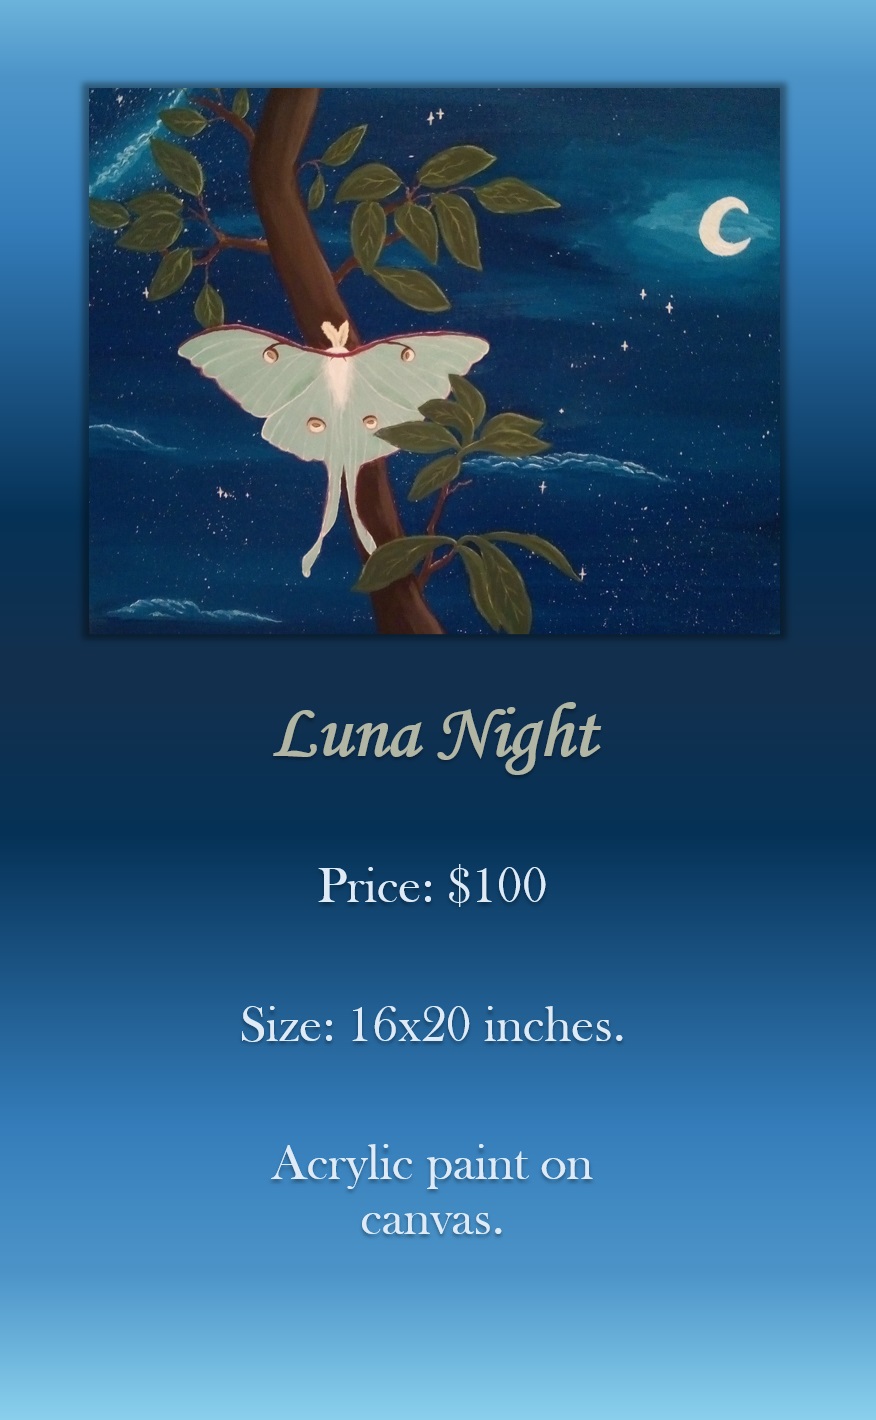 Luna Night
Price: $100
Size: 16x20 inches.
Acrylic paint on
canvas.